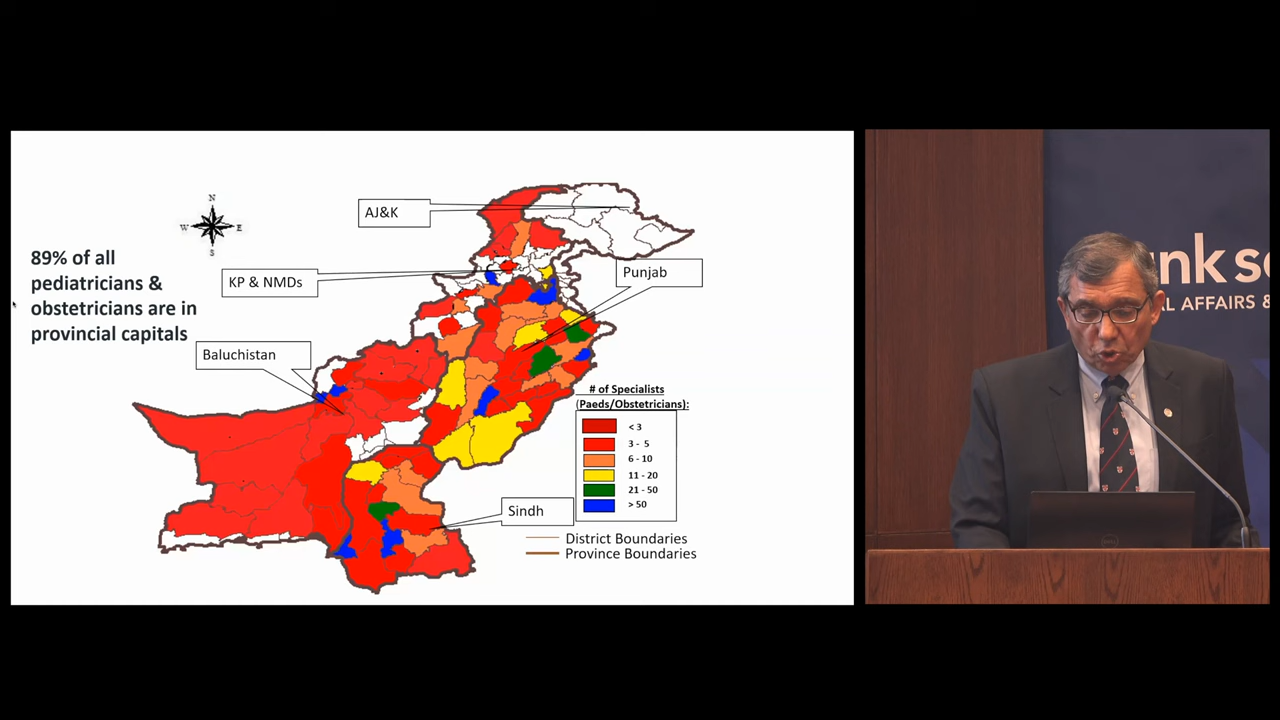 N
W E
S
AJ&K
KP & NMDs
Punjab
Baluchistan
Sindh
89% of all
pediatricians &
obstetricians are in
provincial capitals
# of Specialists
(Paeds/Obstetricians):
< 3
3 - 5
6 - 10
11 - 20
21 - 50
> 50
District Boundaries
Province Boundaries
nk sc
AL AFFAIRS &
DELL